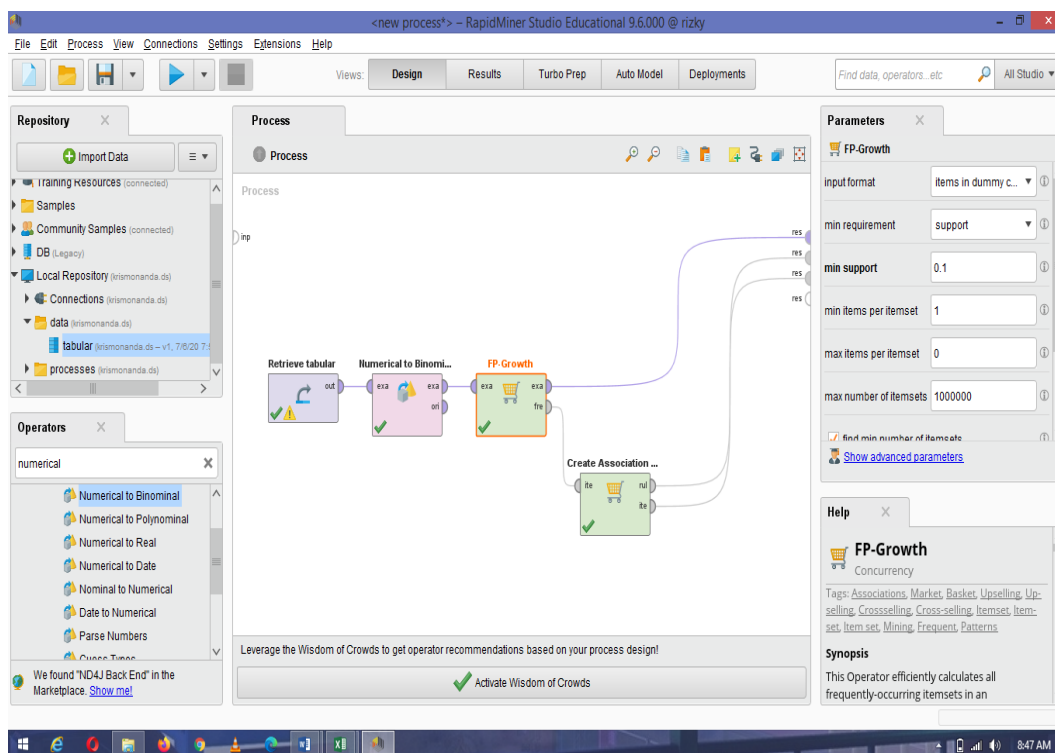 <new process*> – RapidMiner Studio Educational 9.6.000 @ rizky
File Edit Process View Connections Settings Extensions Help
Views: Design Results Turbo Prep Auto Model Deployments
Find data, operators...etc
All Studio
Repository
Import Data
Training Resources (connected)
Samples
Community Samples (connected)
DB (Legacy)
Local Repository (krismonanda.ds)
Connections (krismonanda.ds)
data (krismonanda.ds)
tabular (krismonanda.ds – v1, 7/6/20 7:
processes (krismonanda.ds)
Operators
numerical
Numerical to Binominal
Numerical to Polynominal
Numerical to Real
Numerical to Date
Nominal to Numerical
Date to Numerical
Parse Numbers
Guess Types
We found "ND4J Back End" in the
Marketplace. Show me!
Process
Process
Process
inp
res
res
res
res
Retrieve tabular
out
Numerical to Binomi...
exa exa
ori
FP-Growth
exa exa
fre
Create Association ...
ite rul
ite
Leverage the Wisdom of Crowds to get operator recommendations based on your process design!
Activate Wisdom of Crowds
Parameters
FP-Growth
input format items in dummy c...
min requirement support
min support 0.1
min items per itemset 1
max items per itemset 0
max number of itemsets 1000000
find min number of itemsets
Show advanced parameters
Help
FP-Growth
Concurrency
Tags: Associations, Market, Basket, Upselling, Up-
selling, Crossselling, Cross-selling, Itemset, Item-
set, Item set, Mining, Frequent, Patterns
Synopsis
This Operator efficiently calculates all
frequently-occurring itemsets in an
8:47 AM